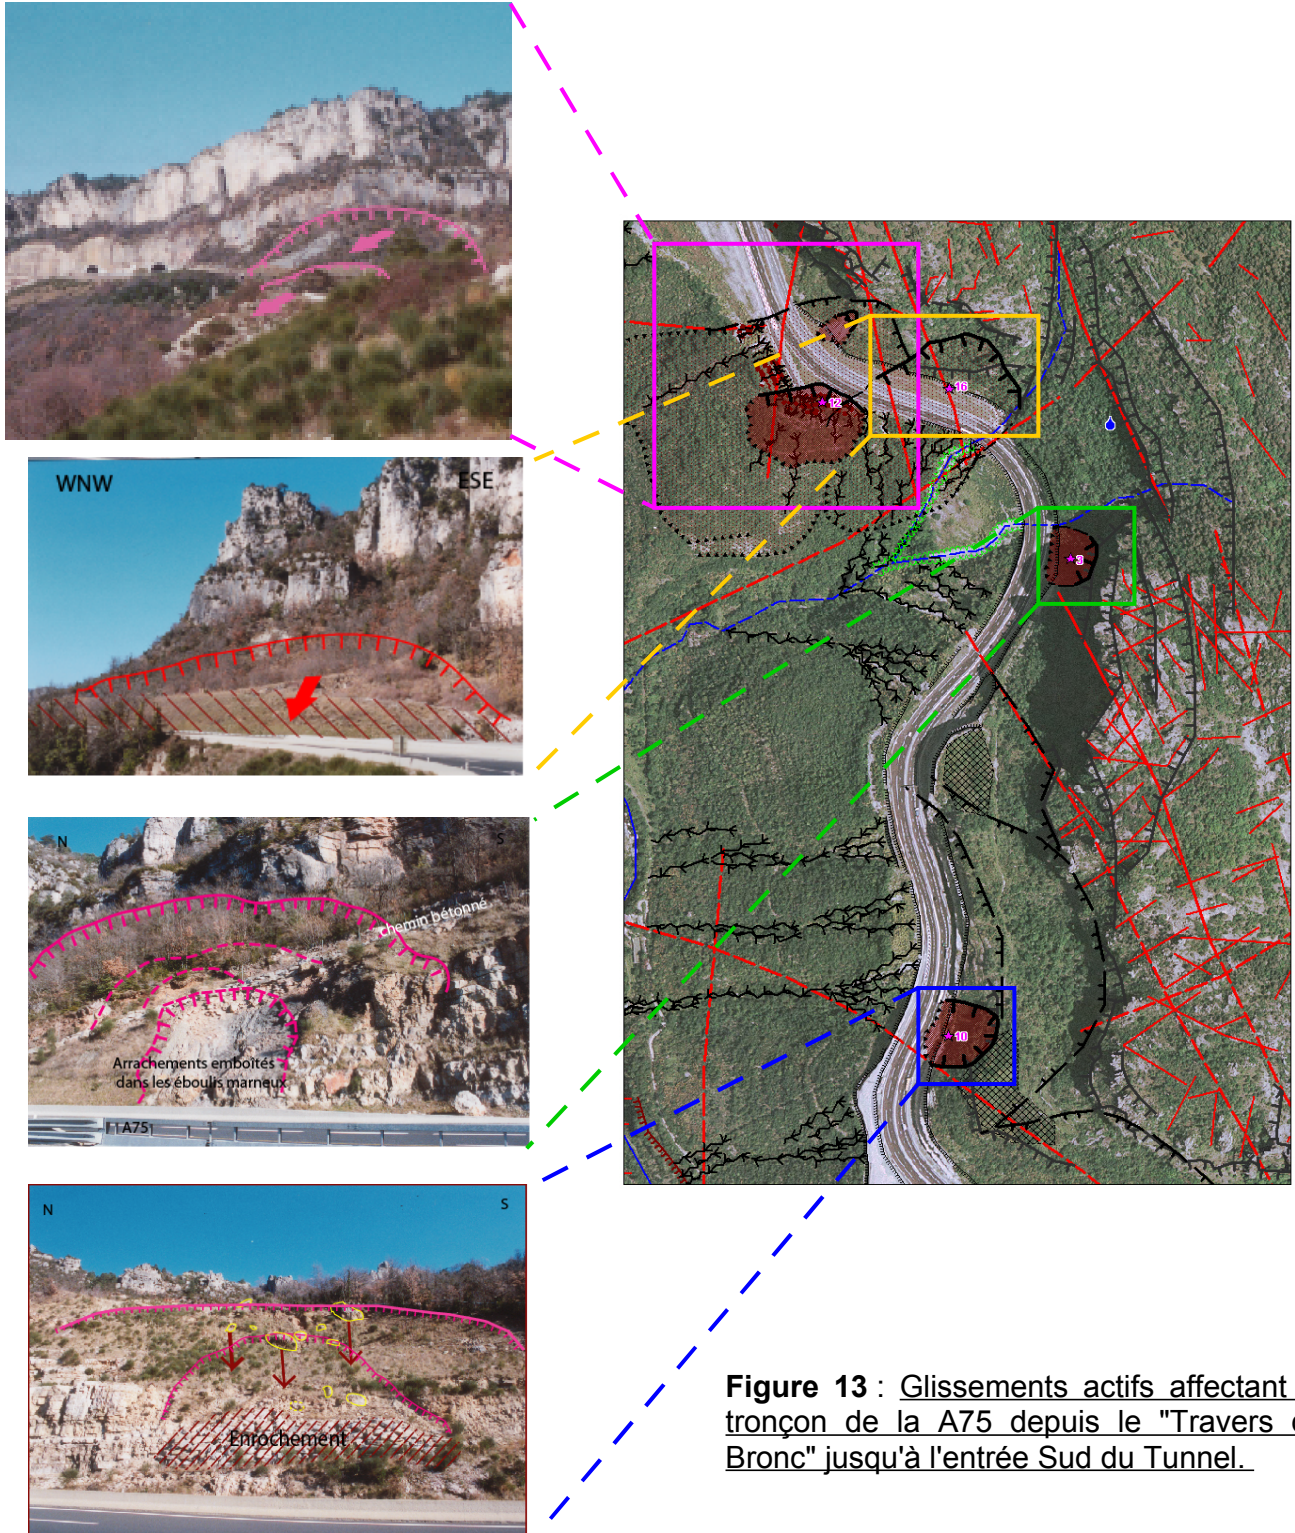 WNW ESE
N S
chemin bétonné
Arrachements emboîtés
dans les éboulis marneux
A75
N S
Enrochement
12
16
3
10
Figure 13 : Glissements actifs affectant
tronçon de la A75 depuis le "Travers
Bronc" jusqu'à l'entrée Sud du Tunnel.